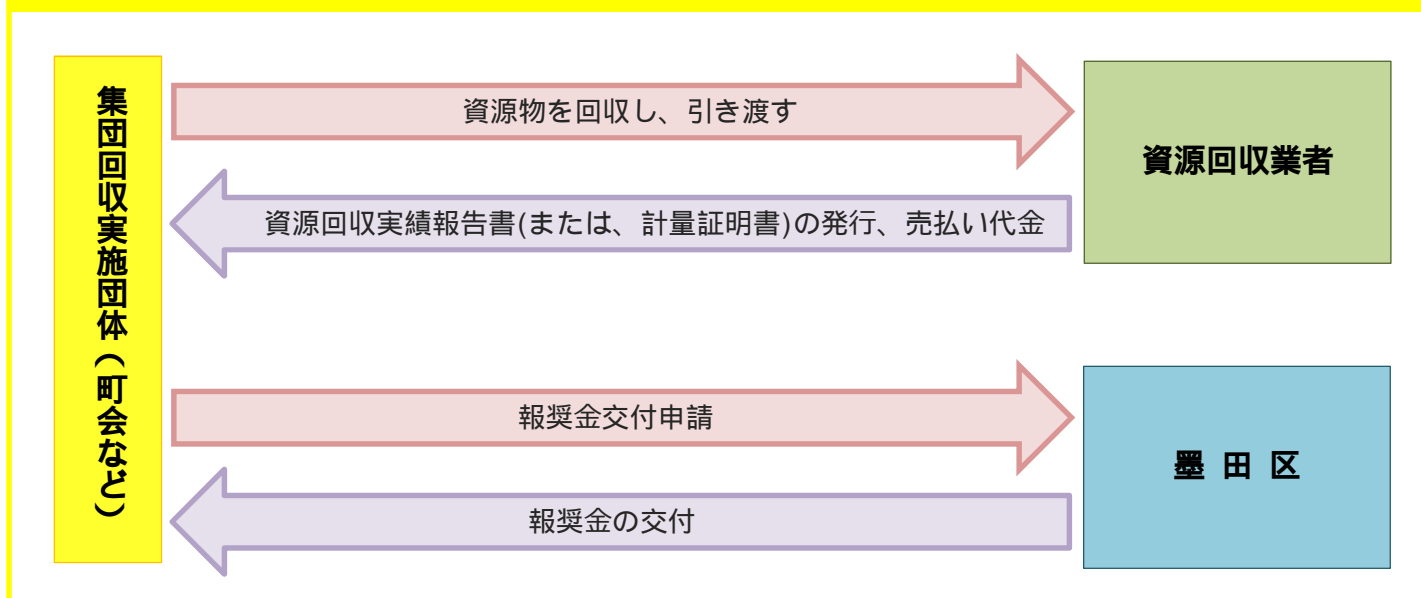 集団回収実施団体（町会など）
資源物を回収し、引き渡す
資源回収業者
資源回収実績報告書(または、計量証明書)の発行、売払い代金
報奨金交付申請
墨 田 区
報奨金の交付